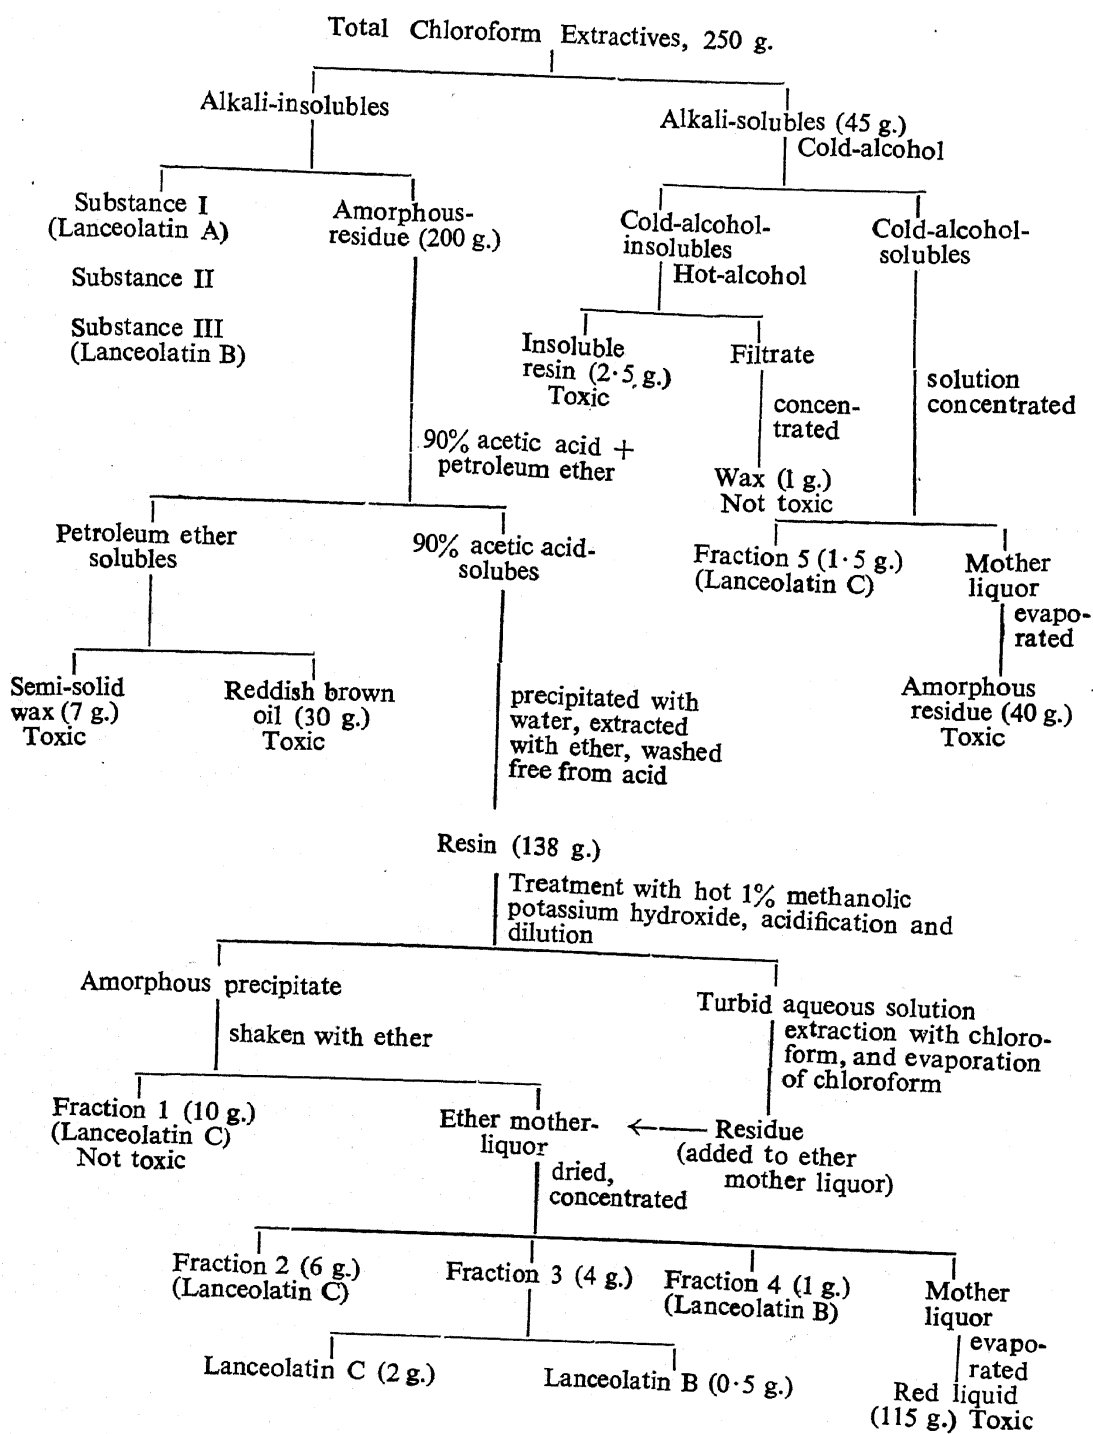 Total Chloroform Extractives, 250 g.
Alkali-insolubles
Alkali-solubles (45 g.)
Cold-alcohol
Substance I
(Lanceolatin A)
Substance II
Substance III
(Lanceolatin B)
Amorphous-
residue (200 g.)
Cold-alcohol-
insolubles
Hot-alcohol
Cold-alcohol-
solubles
Insoluble
resin (2·5 g.)
Toxic
Filtrate
concen-
trated
Wax (1 g.)
Not toxic
solution
concentrated
90% acetic acid +
petroleum ether
Petroleum ether
solubles
90% acetic acid-
solubes
Fraction 5 (1·5 g.)
(Lanceolatin C)
Mother
liquor
evapo-
rated
Amorphous
residue (40 g.)
Toxic
Semi-solid
wax (7 g.)
Toxic
Reddish brown
oil (30 g.)
Toxic
precipitated with
water, extracted
with ether, washed
free from acid
Resin (138 g.)
Treatment with hot 1% methanolic
potassium hydroxide, acidification and
dilution
Amorphous precipitate
shaken with ether
Turbid aqueous solution
extraction with chloro-
form, and evaporation
of chloroform
Fraction 1 (10 g.)
(Lanceolatin C)
Not toxic
Ether mother-
liquor
← Residue
(added to ether
mother liquor)
dried,
concentrated
Fraction 2 (6 g.)
(Lanceolatin C)
Fraction 3 (4 g.)
Fraction 4 (1 g.)
(Lanceolatin B)
Mother
liquor
evapo-
rated
Red liquid
(115 g.) Toxic
Lanceolatin C (2 g.)
Lanceolatin B (0·5 g.)